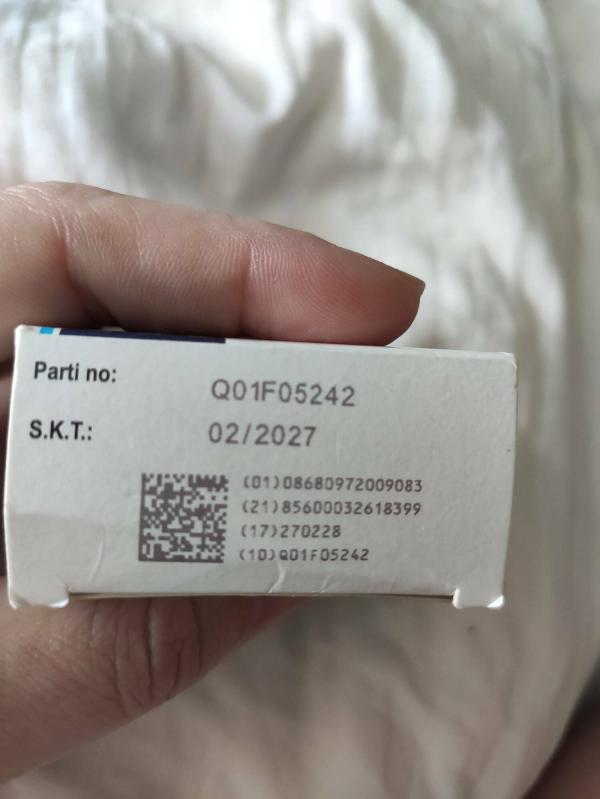 Parti no: Q01F05242
S.K.T.: 02/2027
(01)08680972009083
(21)85600032618399
(17)270228
(10)Q01F05242